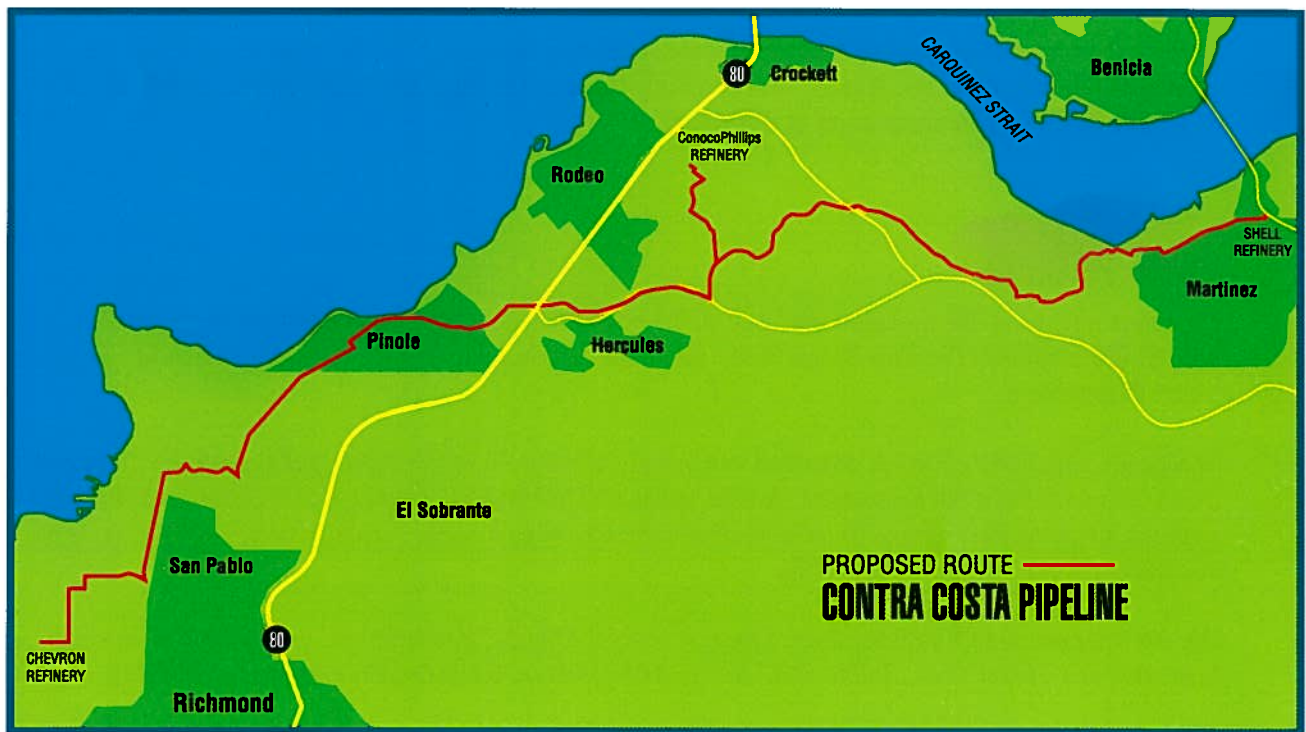 80
Crockett
CARQUINEZ STRAIT
Benicia
ConocoPhillips
REFINERY
Rodeo
SHELL
REFINERY
Martinez
Pinole
Hercules
El Sobrante
San Pablo
PROPOSED ROUTE
CONTRA COSTA PIPELINE
80
CHEVRON
REFINERY
Richmond